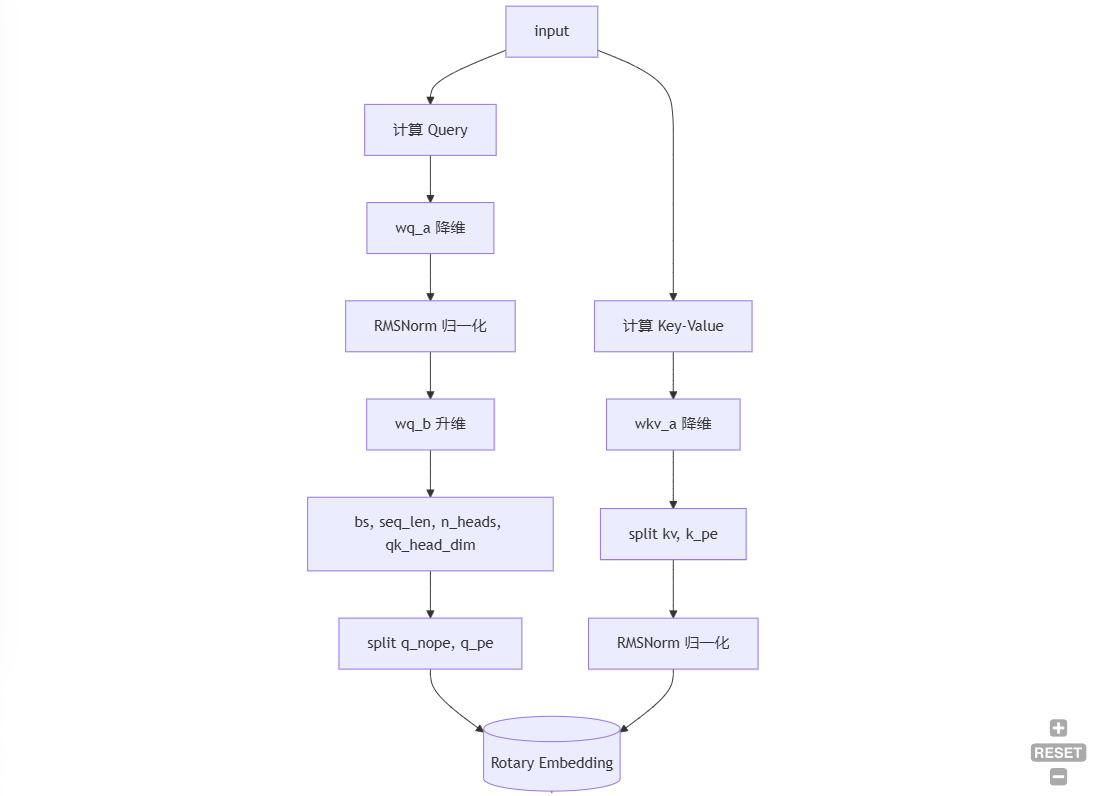 input
计算 Query
wq_a 降维
RMSNorm 归一化
计算 Key-Value
wq_b 升维
wkv_a 降维
bs, seq_len, n_heads,
qk_head_dim
split kv, k_pe
split q_nope, q_pe
RMSNorm 归一化
Rotary Embedding
RESET